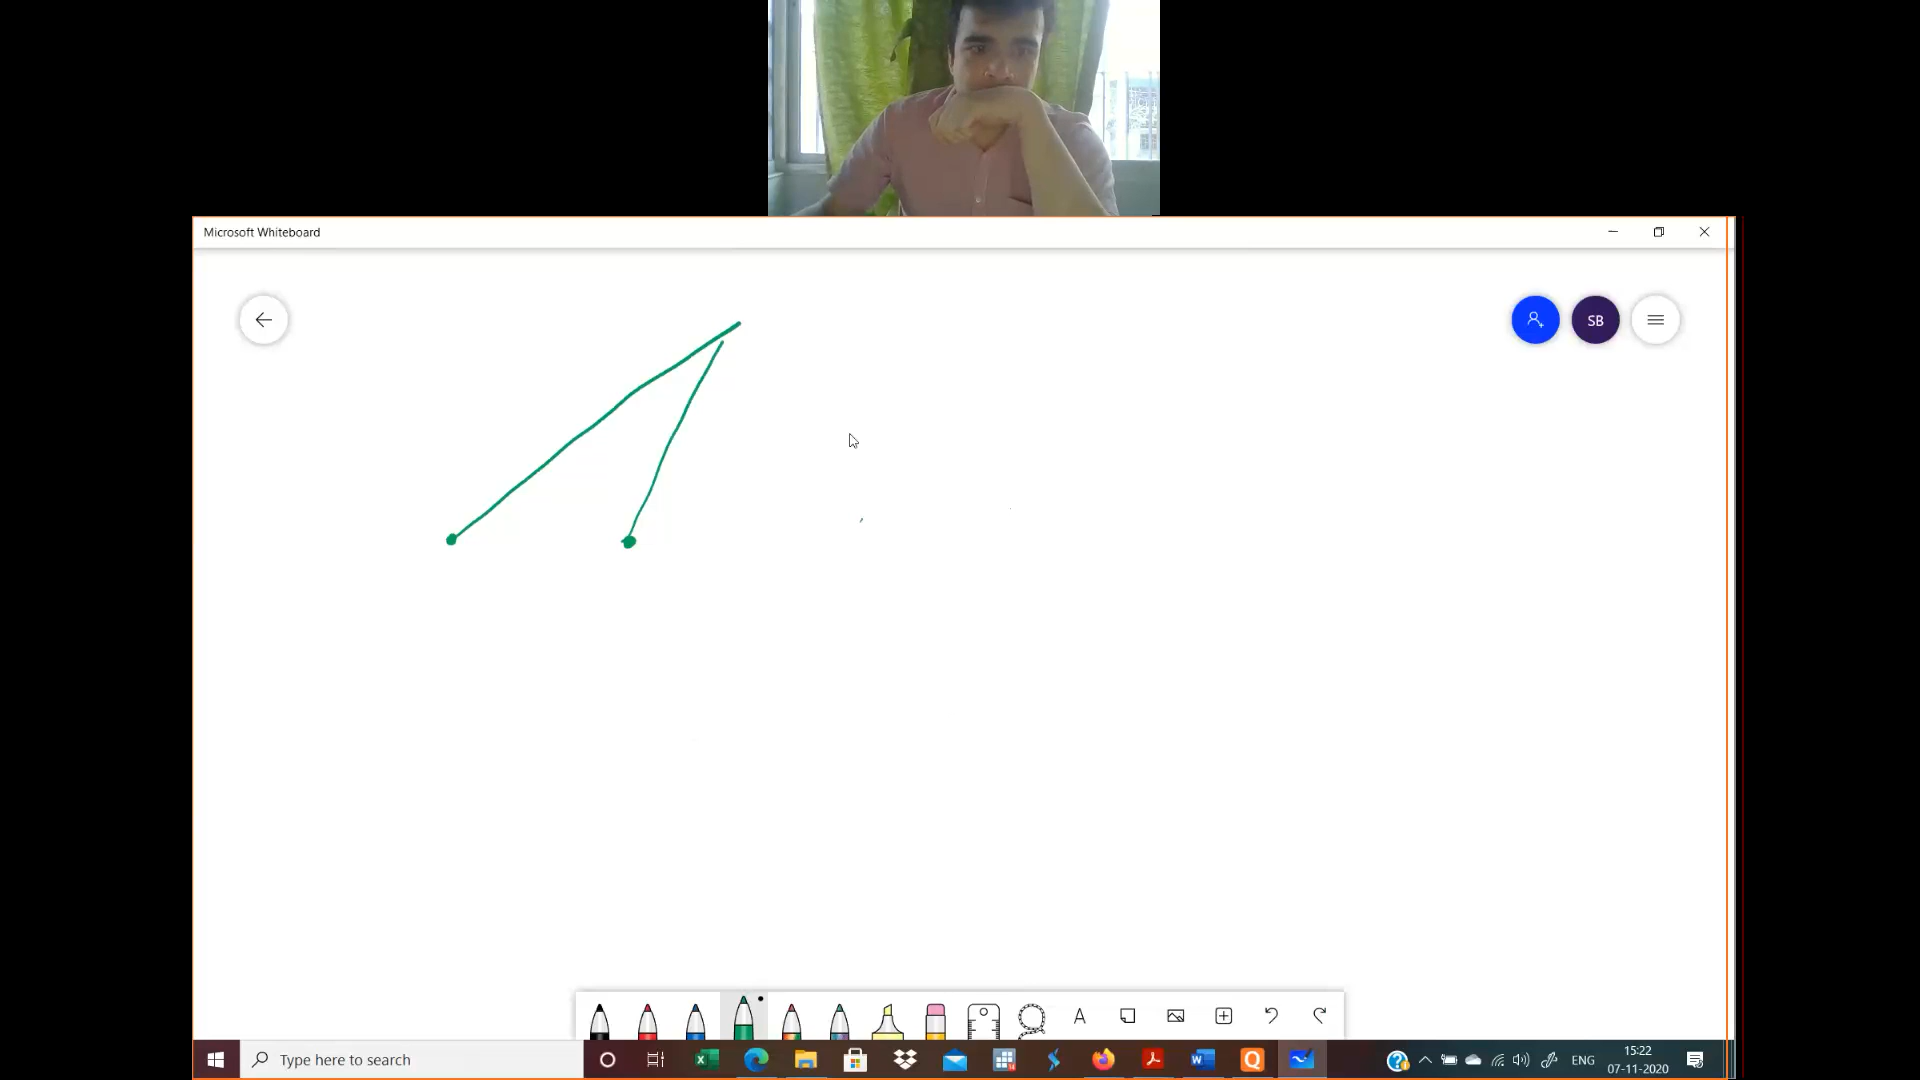 Microsoft Whiteboard
SB
A
Type here to search
ENG
15:22
07-11-2020